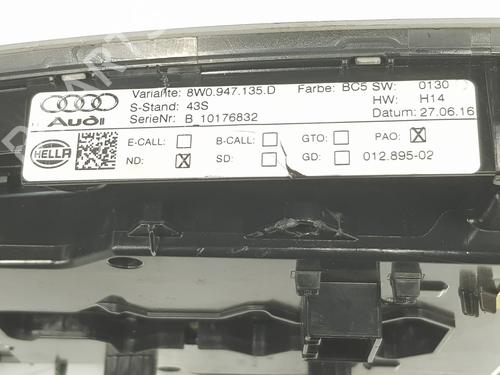 Variante: 8W0.947.135.D Farbe: BC5 SW: 0130
S-Stand: 43S HW: H14
Audi SerieNr: B_10176832 Datum: 27.06.16
HELLA E-CALL: B-CALL: GTO: PAO: X
ND: X SD: GD: 012.895-02